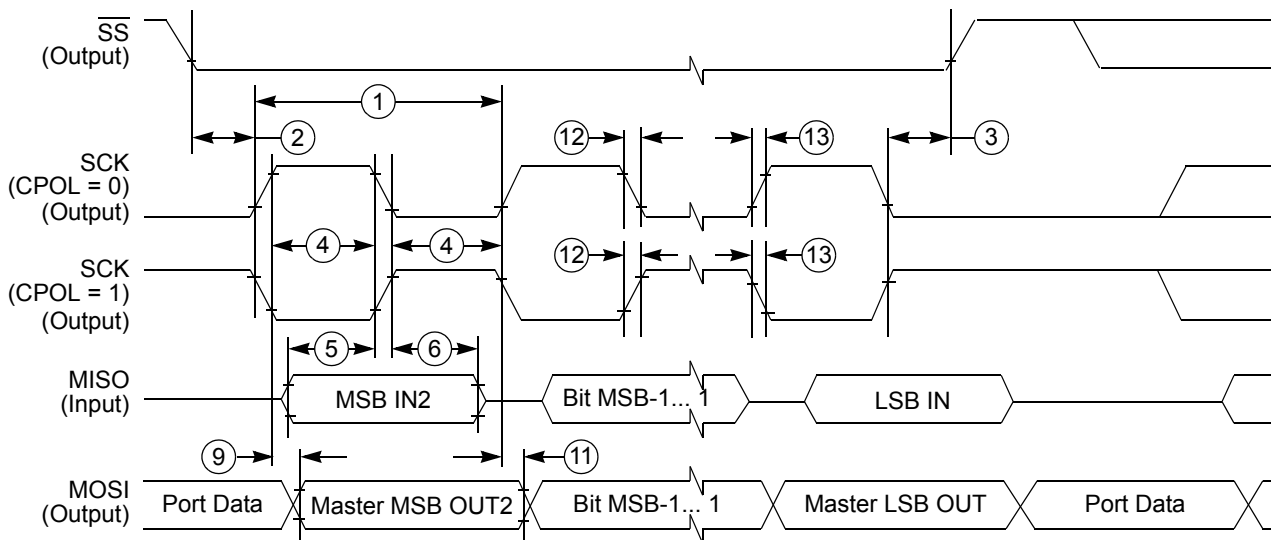 SS
(Output)
1
2
12
13
3
SCK
(CPOL = 0)
(Output)
4
4
12
13
SCK
(CPOL = 1)
(Output)
5
6
MISO
(Input)
MSB IN2
Bit MSB-1... 1
LSB IN
9
11
MOSI
(Output)
Port Data
Master MSB OUT2
Bit MSB-1... 1
Master LSB OUT
Port Data